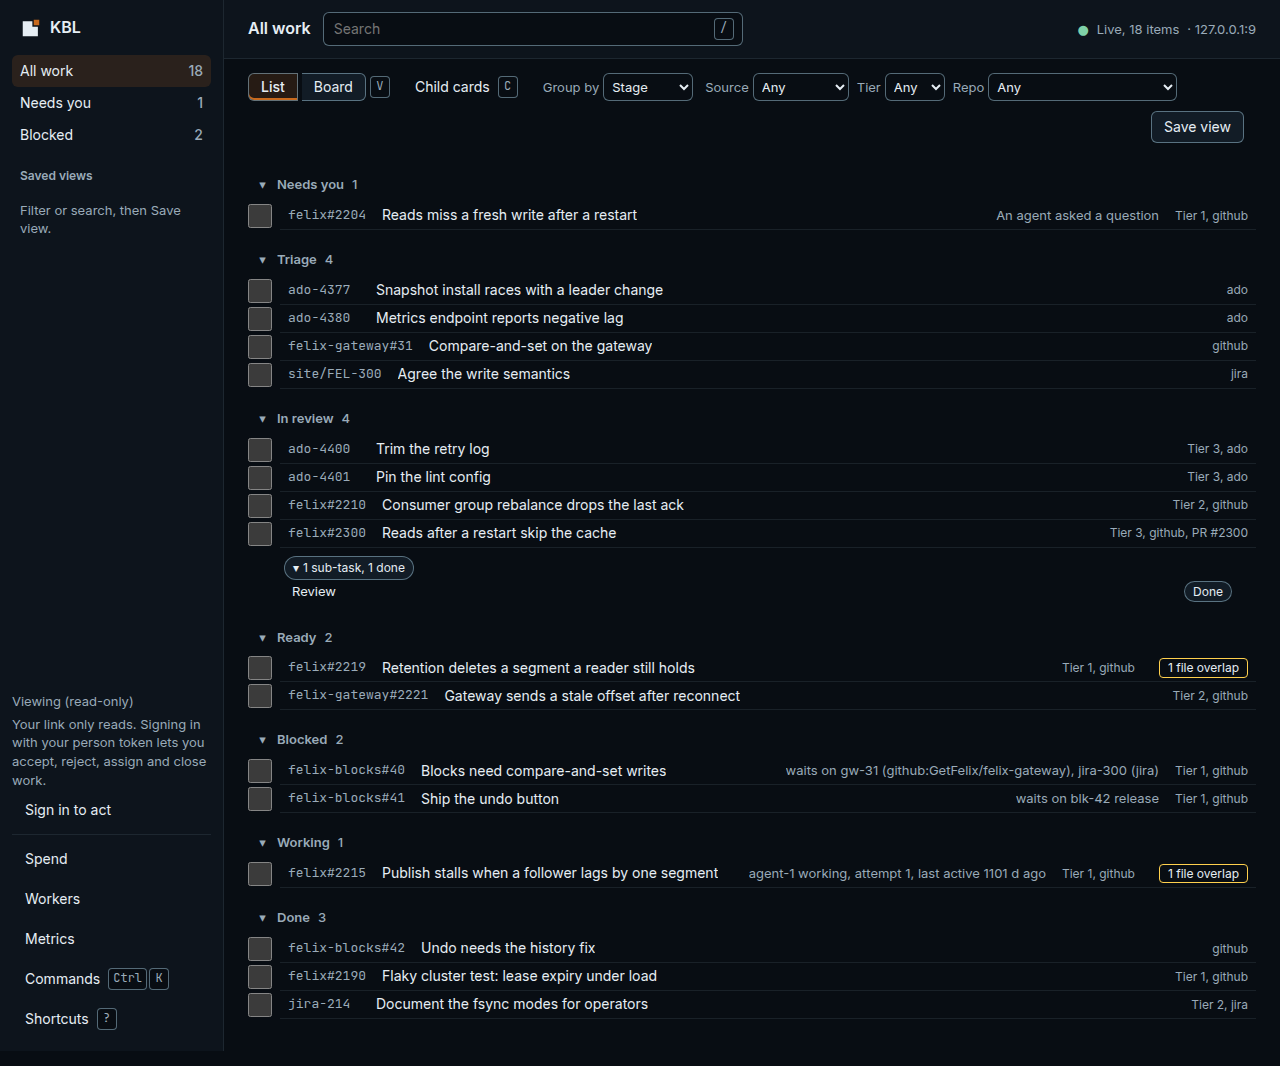 KBL
All work 18
Needs you 1
Blocked 2
Saved views
Filter or search, then Save
view.
Viewing (read-only)
Your link only reads. Signing in
with your person token lets you
accept, reject, assign and close
work.
Sign in to act
Spend
Workers
Metrics
Commands Ctrl K
Shortcuts ?
All work Search / Live, 18 items · 127.0.0.1:9
List Board V Child cards C Group by Stage Source Any Tier Any Repo Any
Save view
▾ Needs you 1
felix#2204 Reads miss a fresh write after a restart An agent asked a question Tier 1, github
▾ Triage 4
ado-4377 Snapshot install races with a leader change ado
ado-4380 Metrics endpoint reports negative lag ado
felix-gateway#31 Compare-and-set on the gateway github
site/FEL-300 Agree the write semantics jira
▾ In review 4
ado-4400 Trim the retry log Tier 3, ado
ado-4401 Pin the lint config Tier 3, ado
felix#2210 Consumer group rebalance drops the last ack Tier 2, github
felix#2300 Reads after a restart skip the cache Tier 3, github, PR #2300
▾ 1 sub-task, 1 done
Review Done
▾ Ready 2
felix#2219 Retention deletes a segment a reader still holds Tier 1, github 1 file overlap
felix-gateway#2221 Gateway sends a stale offset after reconnect Tier 2, github
▾ Blocked 2
felix-blocks#40 Blocks need compare-and-set writes waits on gw-31 (github:GetFelix/felix-gateway), jira-300 (jira) Tier 1, github
felix-blocks#41 Ship the undo button waits on blk-42 release Tier 1, github
▾ Working 1
felix#2215 Publish stalls when a follower lags by one segment agent-1 working, attempt 1, last active 1101 d ago Tier 1, github 1 file overlap
▾ Done 3
felix-blocks#42 Undo needs the history fix github
felix#2190 Flaky cluster test: lease expiry under load Tier 1, github
jira-214 Document the fsync modes for operators Tier 2, jira